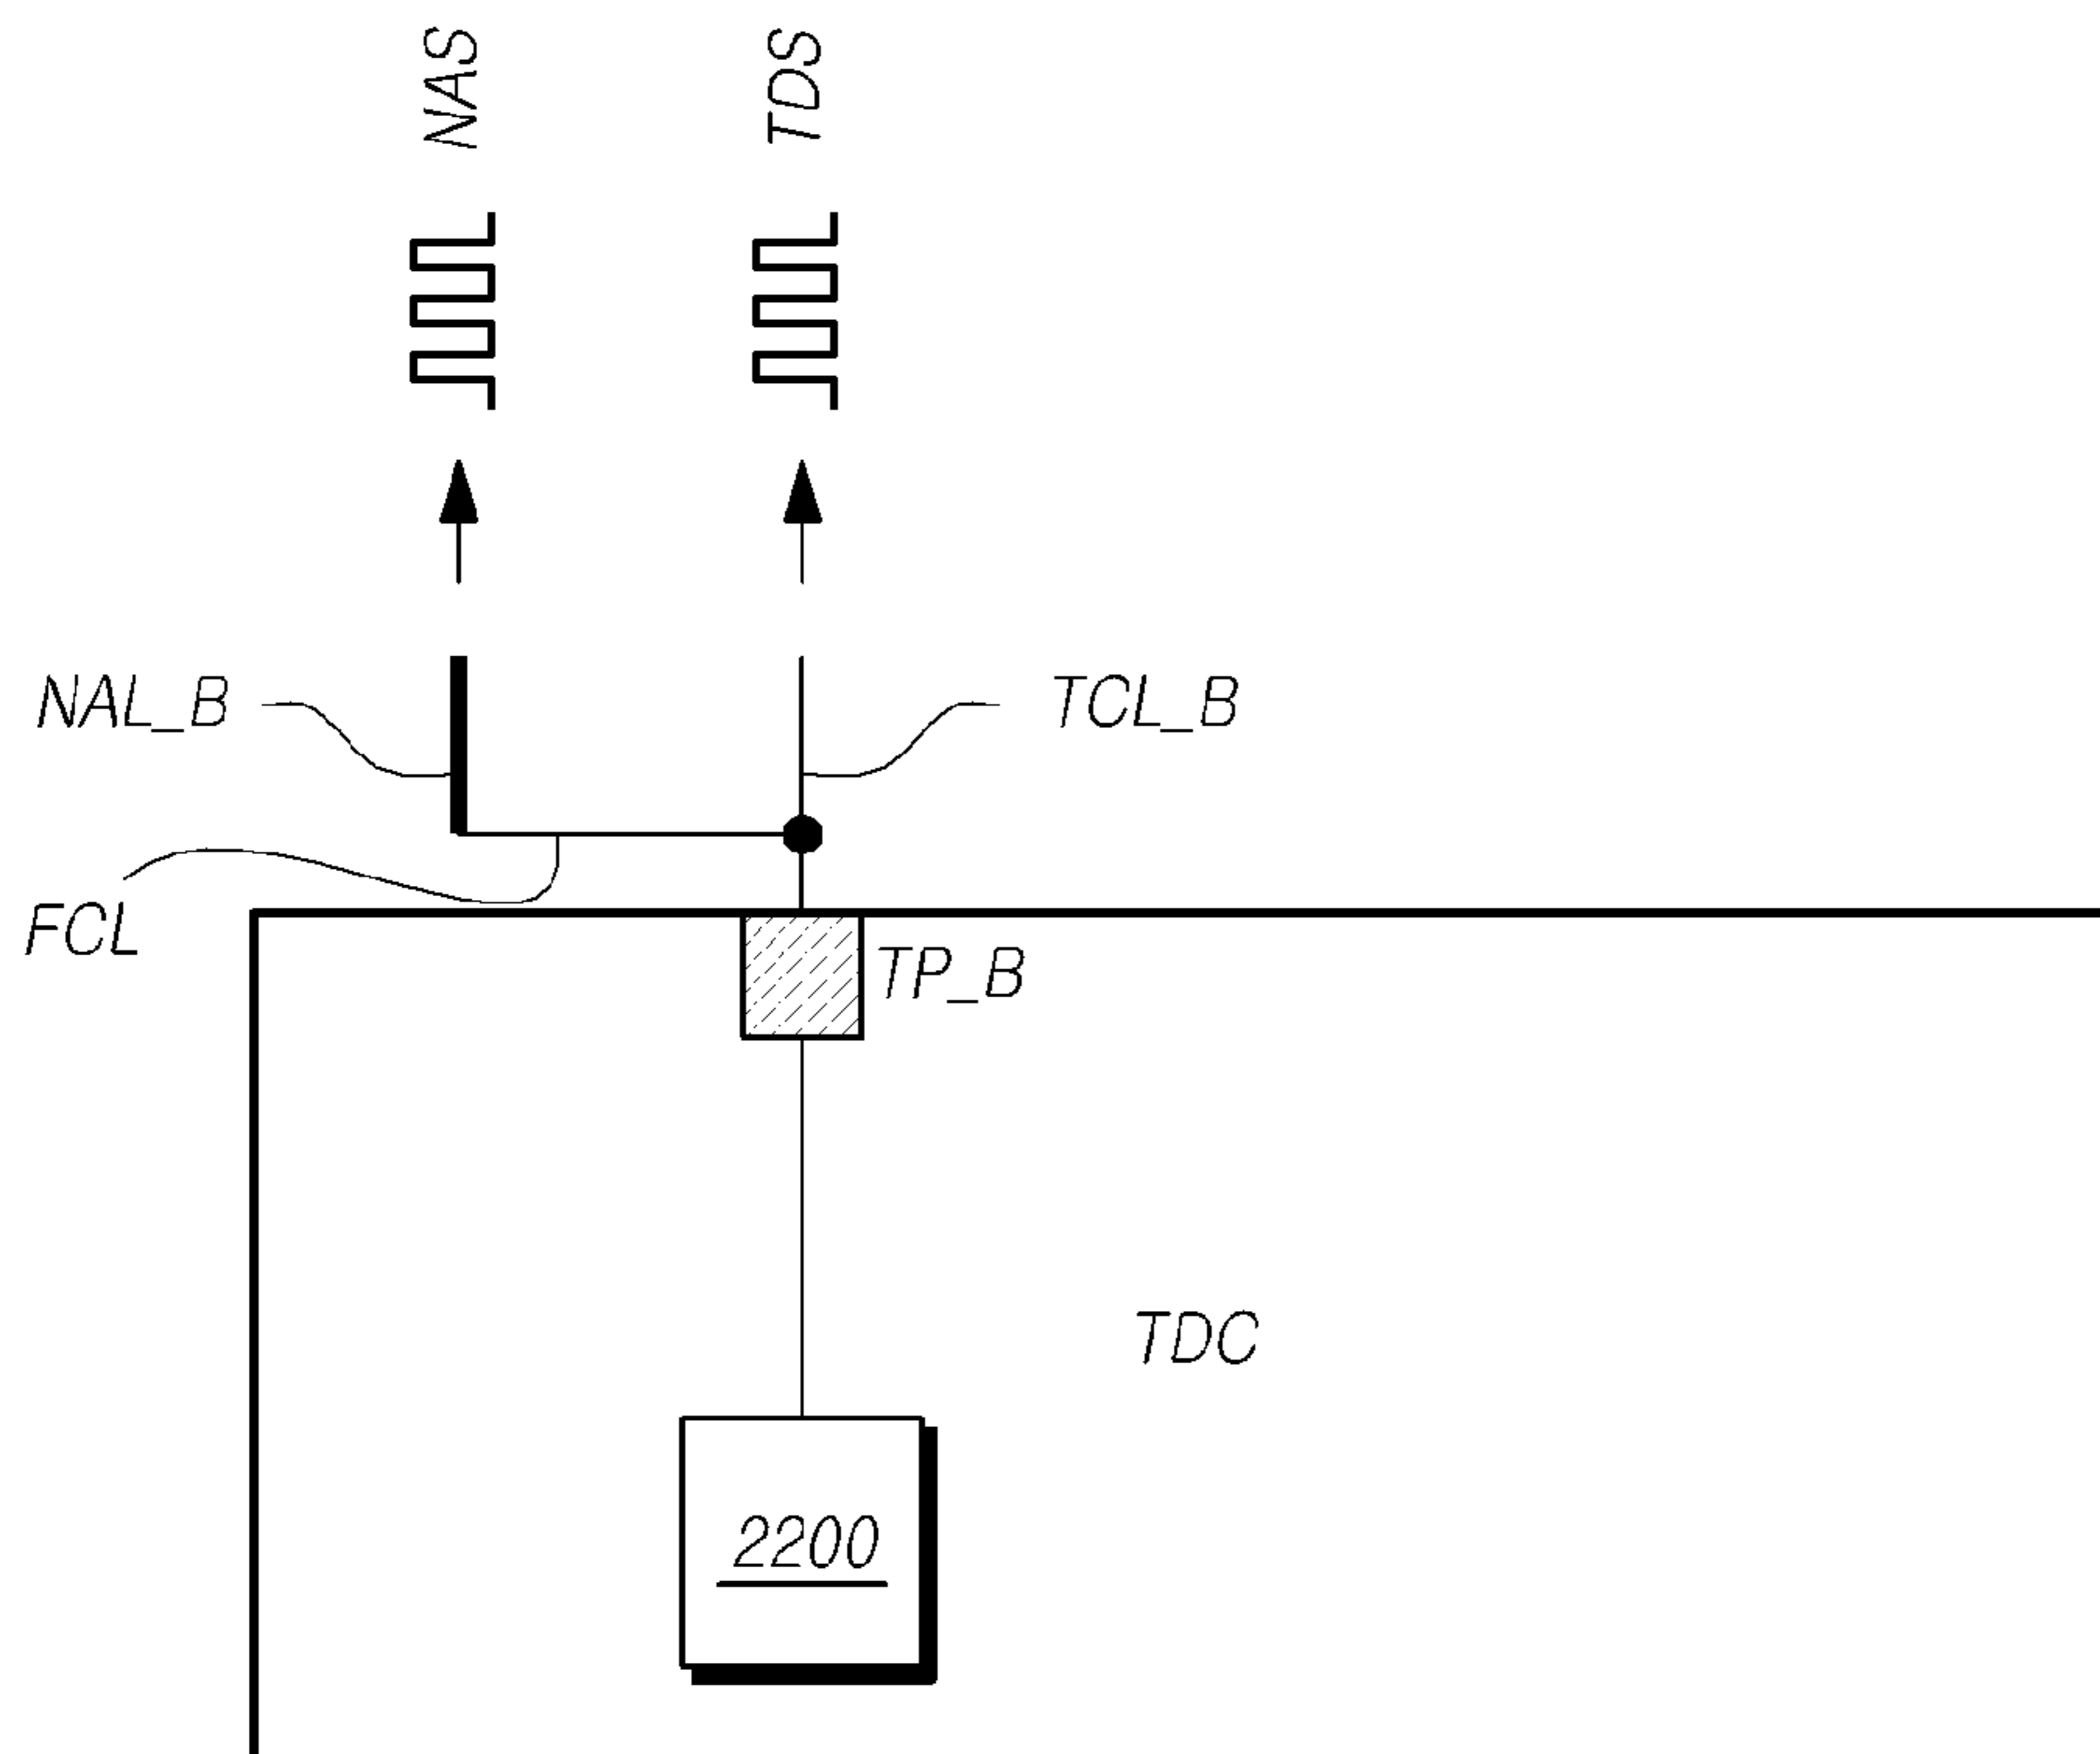 NAS
TDS
NAL_B
TCL_B
FCL
TP_B
TDC
2200